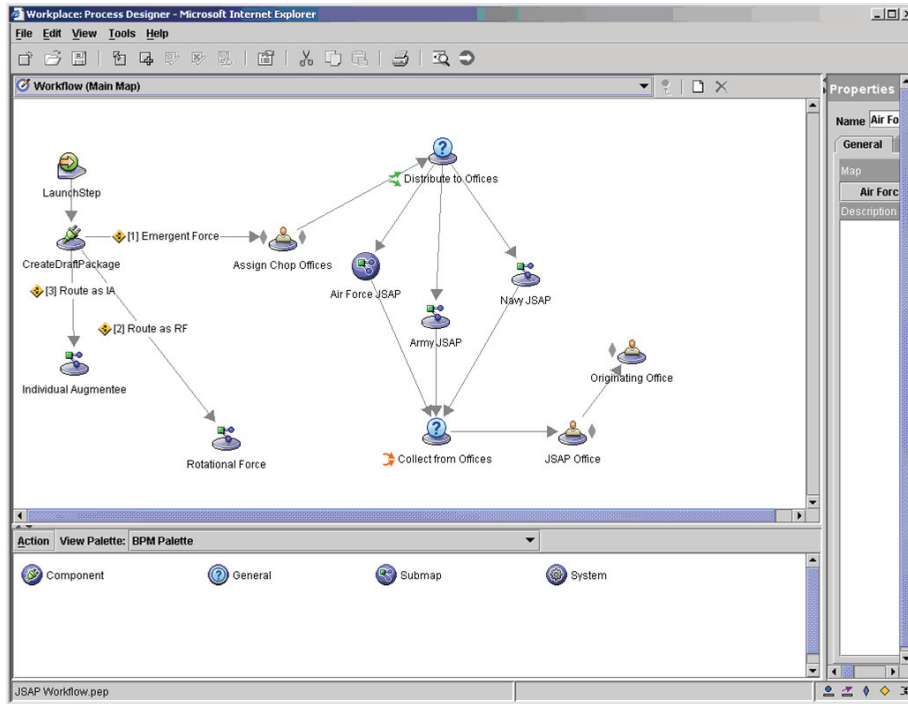 Workplace: Process Designer - Microsoft Internet Explorer
File Edit View Tools Help
Workflow (Main Map)
Properties
Name Air Fo
General
Map
Air Forc
Description
LaunchStep
Distribute to Offices
[1] Emergent Force
CreateDraftPackage
Assign Chop Offices
[3] Route as IA
Air Force JSAP
Navy JSAP
[2] Route as RF
Army JSAP
Individual Augmentee
Originating Office
Rotational Force
Collect from Offices
JSAP Office
Action View Palette: BPM Palette
Component General Submap System
JSAP Workflow.pep